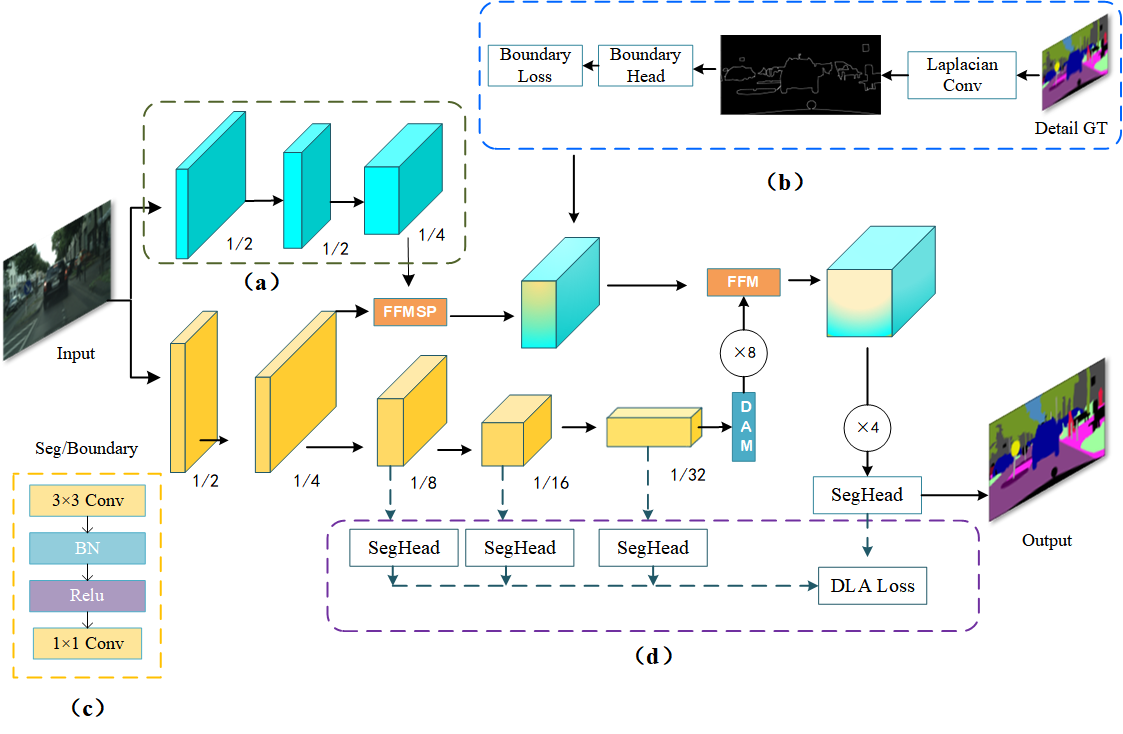 Boundary
Loss
Boundary
Head
Laplacian
Conv
Detail GT
(b)
1/2
1/2
1/4
(a)
Input
FFMSP
FFM
×8
D
A
M
×4
Seg/Boundary
1/2
1/4
1/8
1/16
1/32
SegHead
Output
3×3 Conv
BN
Relu
1×1 Conv
(c)
SegHead
SegHead
SegHead
DLA Loss
(d)